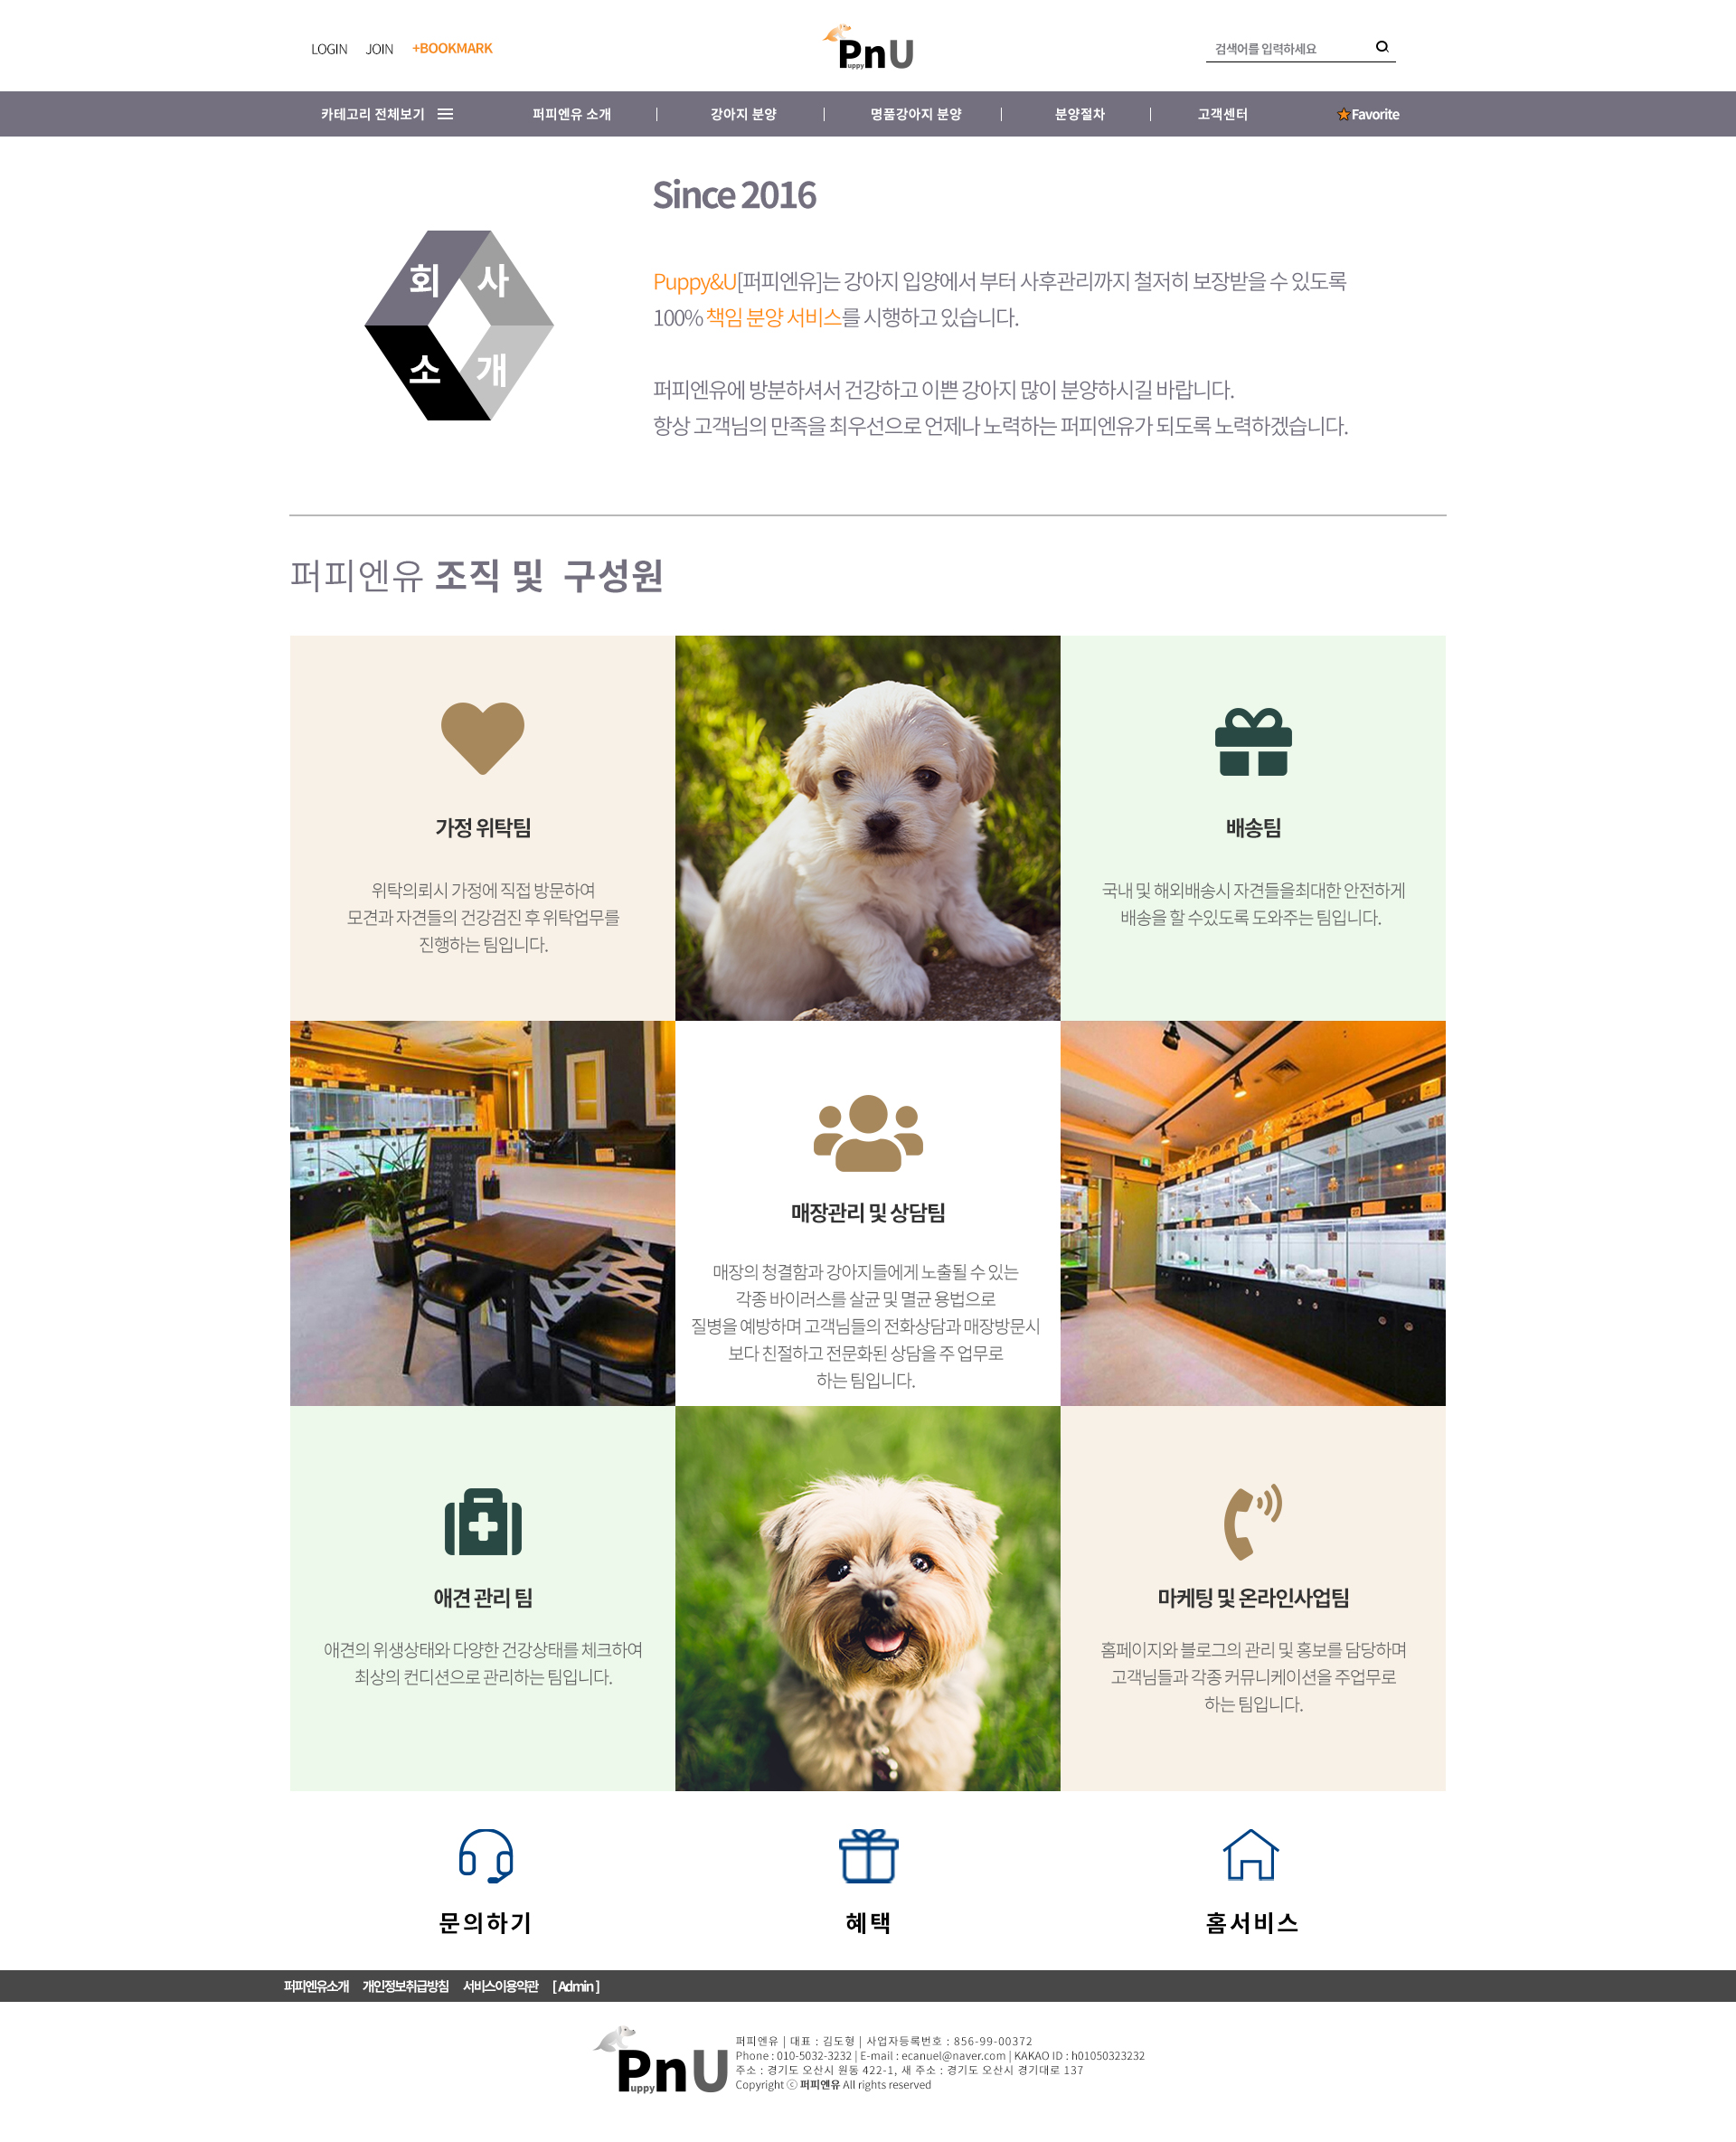 LOGIN JOIN +BOOKMARK
PnU
uppy
검색어를 입력하세요
카테고리 전체보기 퍼피엔유 소개 강아지 분양 명품강아지 분양 분양절차 고객센터 Favorite
Since 2016
회 사
소 개
Puppy&U[퍼피엔유]는 강아지 입양에서 부터 사후관리까지 철저히 보장받을 수 있도록
100% 책임 분양 서비스를 시행하고 있습니다.
퍼피엔유에 방분하셔서 건강하고 이쁜 강아지 많이 분양하시길 바랍니다.
항상 고객님의 만족을 최우선으로 언제나 노력하는 퍼피엔유가 되도록 노력하겠습니다.
퍼피엔유 조직 및 구성원
가정 위탁팀
위탁의뢰시 가정에 직접 방문하여
모견과 자견들의 건강검진 후 위탁업무를
진행하는 팀입니다.
배송팀
국내 및 해외배송시 자견들을최대한 안전하게
배송을 할 수있도록 도와주는 팀입니다.
매장관리 및 상담팀
매장의 청결함과 강아지들에게 노출될 수 있는
각종 바이러스를 살균 및 멸균 용법으로
질병을 예방하며 고객님들의 전화상담과 매장방문시
보다 친절하고 전문화된 상담을 주 업무로
하는 팀입니다.
애견 관리 팀
애견의 위생상태와 다양한 건강상태를 체크하여
최상의 컨디션으로 관리하는 팀입니다.
마케팅 및 온라인사업팀
홈페이지와 블로그의 관리 및 홍보를 담당하며
고객님들과 각종 커뮤니케이션을 주업무로
하는 팀입니다.
문의하기 혜택 홈서비스
퍼피엔유소개 개인정보취급방침 서비스이용약관 [ Admin ]
PnU
uppy
퍼피엔유 | 대표 : 김도형 | 사업자등록번호 : 856-99-00372
Phone : 010-5032-3232 | E-mail : ecanuel@naver.com | KAKAO ID : h01050323232
주소 : 경기도 오산시 원동 422-1, 새 주소 : 경기도 오산시 경기대로 137
Copyright ⓒ 퍼피엔유 All rights reserved